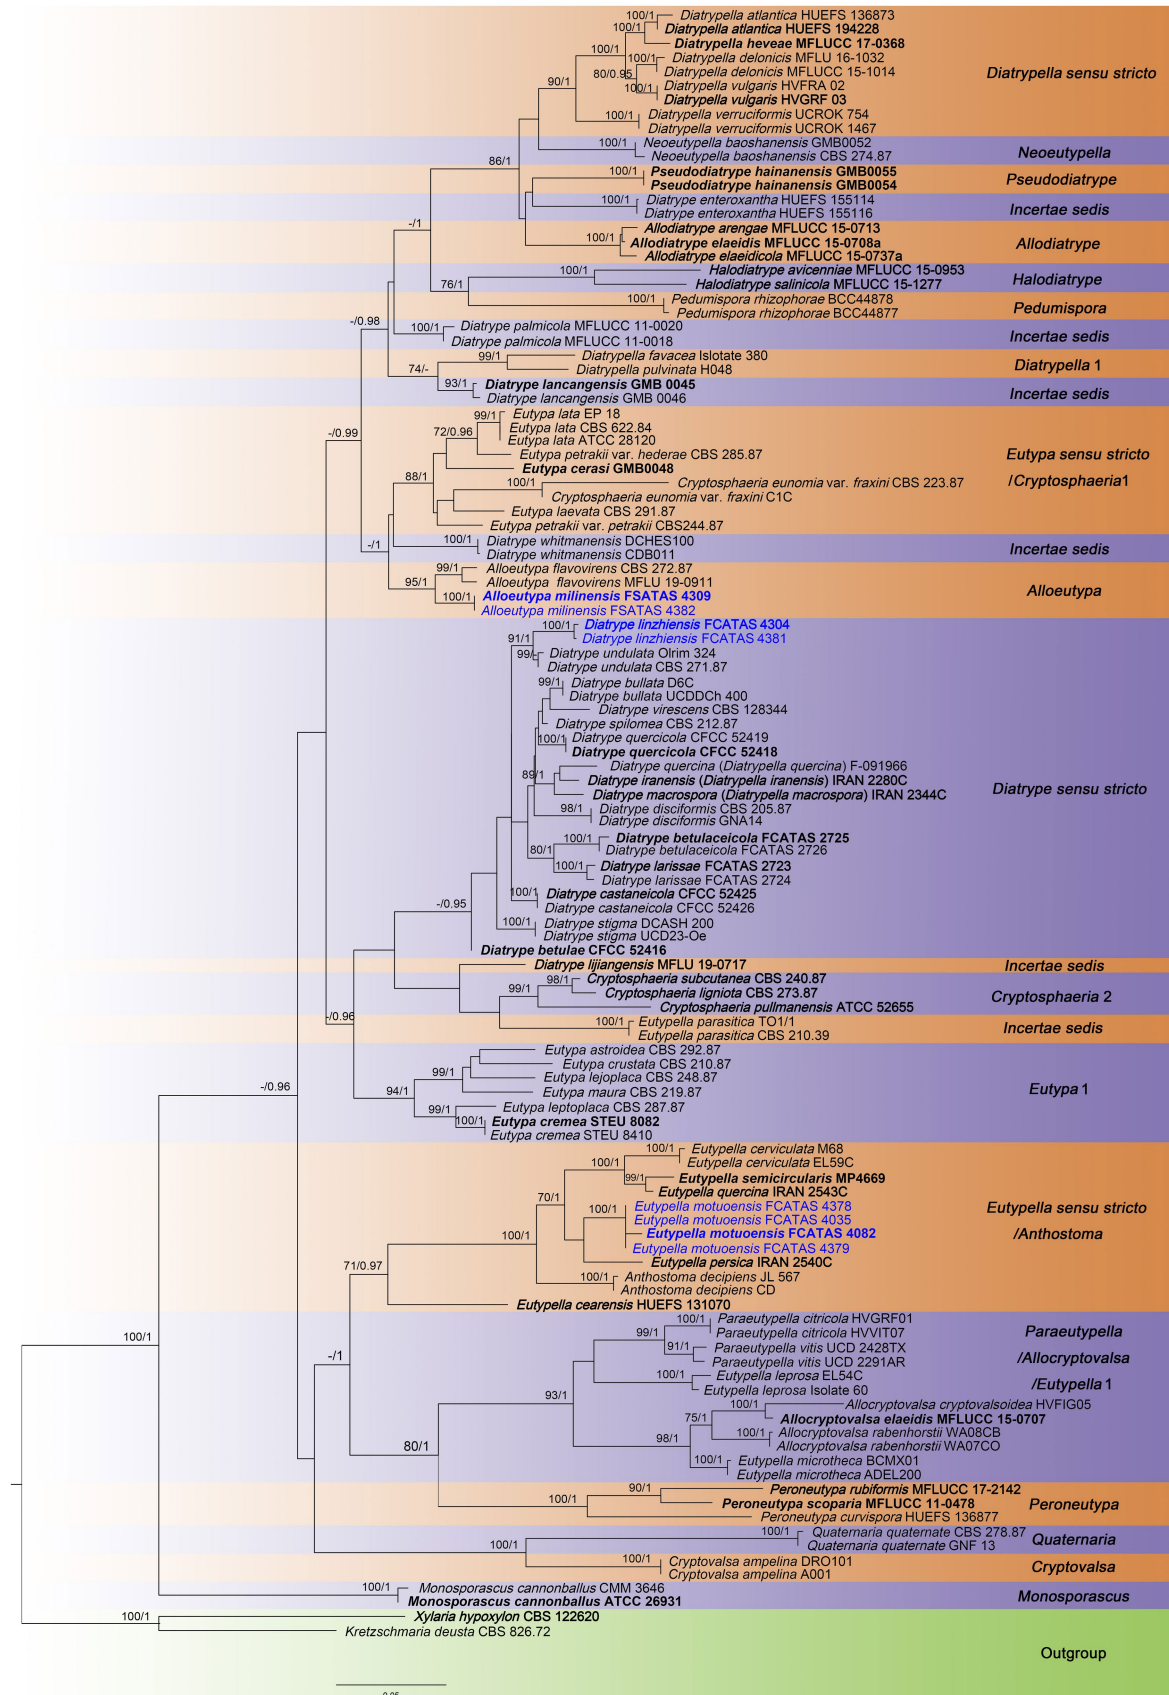 100/1 Diatrypella atlantica HUEFS 136873
100/1 Diatrypella atlantica HUEFS 194228
Diatrypella heveae MFLUCC 17-0368
100/1
100/1 Diatrypella delonicis MFLU 16-1032
80/0.95 Diatrypella delonicis MFLUCC 15-1014
Diatrypella sensu stricto
90/1
Diatrypella vulgaris HVFRA 02
100/1 Diatrypella vulgaris HVGRF 03
100/1 Diatrypella verruciformis UCROK 754
Diatrypella verruciformis UCROK 1467
100/1 Neoeutypella baoshanensis GMB0052
Neoeutypella baoshanensis CBS 274.87
Neoeutypella
86/1
100/1 Pseudodiatrype hainanensis GMB0055
Pseudodiatrype hainanensis GMB0054
Pseudodiatrype
100/1 Diatrype enteroxantha HUEFS 155114
Diatrype enteroxantha HUEFS 155116
Incertae sedis
-/1
Allodiatrype arengae MFLUCC 15-0713
100/1 Allodiatrype elaeidis MFLUCC 15-0708a
Allodiatrype elaeidicola MFLUCC 15-0737a
Allodiatrype
100/1 Halodiatrype avicenniae MFLUCC 15-0953
76/1 Halodiatrype salinicola MFLUCC 15-1277
Halodiatrype
100/1 Pedumispora rhizophorae BCC44878
Pedumispora rhizophorae BCC44877
Pedumispora
-/0.98
100/1 Diatrype palmicola MFLUCC 11-0020
Diatrype palmicola MFLUCC 11-0018
Incertae sedis
99/1 Diatrypella favacea Islotate 380
74/- Diatrypella pulvinata H048
Diatrypella 1
93/1 Diatrype lancangensis GMB 0045
Diatrype lancangensis GMB 0046
Incertae sedis
99/1 Eutypa lata EP 18
-/0.99
72/0.96 Eutypa lata CBS 622.84
Eutypa lata ATCC 28120
Eutypa petrakii var. hederae CBS 285.87
Eutypa sensu stricto
Eutypa cerasi GMB0048
88/1
100/1 Cryptosphaeria eunomia var. fraxini CBS 223.87
/Cryptosphaeria1
Cryptosphaeria eunomia var. fraxini C1C
Eutypa laevata CBS 291.87
Eutypa petrakii var. petrakii CBS244.87
-/1
100/1 Diatrype whitmanensis DCHES100
Diatrype whitmanensis CDB011
Incertae sedis
99/1 Alloeutypa flavovirens CBS 272.87
95/1 Alloeutypa flavovirens MFLU 19-0911
Alloeutypa
100/1 Alloeutypa milinensis FSATAS 4309
Alloeutypa milinensis FSATAS 4382
100/1 Diatrype linzhiensis FCATAS 4304
91/1 Diatrype linzhiensis FCATAS 4381
99/ Diatrype undulata Olrim 324
Diatrype undulata CBS 271.87
99/1 Diatrype bullata D6C
Diatrype bullata UCDDCh 400
Diatrype virescens CBS 128344
Diatrype spilomea CBS 212.87
100/1 Diatrype quercicola CFCC 52419
Diatrype quercicola CFCC 52418
Diatrype quercina (Diatrypella quercina) F-091966
89/1 Diatrype iranensis (Diatrypella iranensis) IRAN 2280C
Diatrype sensu stricto
Diatrype macrospora (Diatrypella macrospora) IRAN 2344C
98/1 Diatrype disciformis CBS 205.87
Diatrype disciformis GNA14
100/1 Diatrype betulaceicola FCATAS 2725
80/1 Diatrype betulaceicola FCATAS 2726
100/1 Diatrype larissae FCATAS 2723
Diatrype larissae FCATAS 2724
100/1 Diatrype castaneicola CFCC 52425
-/0.95 Diatrype castaneicola CFCC 52426
100/1 Diatrype stigma DCASH 200
Diatrype stigma UCD23-Oe
Diatrype betulae CFCC 52416
Diatrype lijiangensis MFLU 19-0717
Incertae sedis
98/1 Cryptosphaeria subcutanea CBS 240.87
99/1 Cryptosphaeria ligniota CBS 273.87
Cryptosphaeria 2
Cryptosphaeria pullmanensis ATCC 52655
-/0.96
100/1 Eutypella parasitica TO1/1
Eutypella parasitica CBS 210.39
Incertae sedis
Eutypa astroidea CBS 292.87
Eutypa crustata CBS 210.87
99/1 Eutypa lejoplaca CBS 248.87
94/1 Eutypa maura CBS 219.87
Eutypa 1
-/0.96
99/1 Eutypa leptoplaca CBS 287.87
100/1 Eutypa cremea STEU 8082
Eutypa cremea STEU 8410
100/1 Eutypella cerviculata M68
100/1 Eutypella cerviculata EL59C
99/1 Eutypella semicircularis MP4669
Eutypella quercina IRAN 2543C
70/1
100/1 Eutypella motuoensis FCATAS 4378
Eutypella sensu stricto
Eutypella motuoensis FCATAS 4035
100/1 Eutypella motuoensis FCATAS 4082
/Anthostoma
Eutypella motuoensis FCATAS 4379
Eutypella persica IRAN 2540C
71/0.97
100/1 Anthostoma decipiens JL 567
Anthostoma decipiens CD
Eutypella cearensis HUEFS 131070
100/1 Paraeutypella citricola HVGRF01
99/1 Paraeutypella citricola HVVIT07
Paraeutypella
100/1
91/1 Paraeutypella vitis UCD 2428TX
Paraeutypella vitis UCD 2291AR
/Allocryptovalsa
-/1
100/1 Eutypella leprosa EL54C
Eutypella leprosa Isolate 60
/Eutypella 1
93/1
100/1 Allocryptovalsa cryptovalsoidea HVFIG05
75/1 Allocryptovalsa elaeidis MFLUCC 15-0707
98/1
100/1 Allocryptovalsa rabenhorstii WA08CB
80/1 Allocryptovalsa rabenhorstii WA07CO
100/1 Eutypella microtheca BCMX01
Eutypella microtheca ADEL200
90/1 Peroneutypa rubiformis MFLUCC 17-2142
100/1 Peroneutypa scoparia MFLUCC 11-0478
Peroneutypa
Peroneutypa curvispora HUEFS 136877
100/1 Quaternaria quaternate CBS 278.87
100/1 Quaternaria quaternate GNF 13
Quaternaria
100/1 Cryptovalsa ampelina DRO101
Cryptovalsa ampelina A001
Cryptovalsa
100/1 Monosporascus cannonballus CMM 3646
Monosporascus cannonballus ATCC 26931
Monosporascus
100/1 Xylaria hypoxylon CBS 122620
Kretzschmaria deusta CBS 826.72
Outgroup